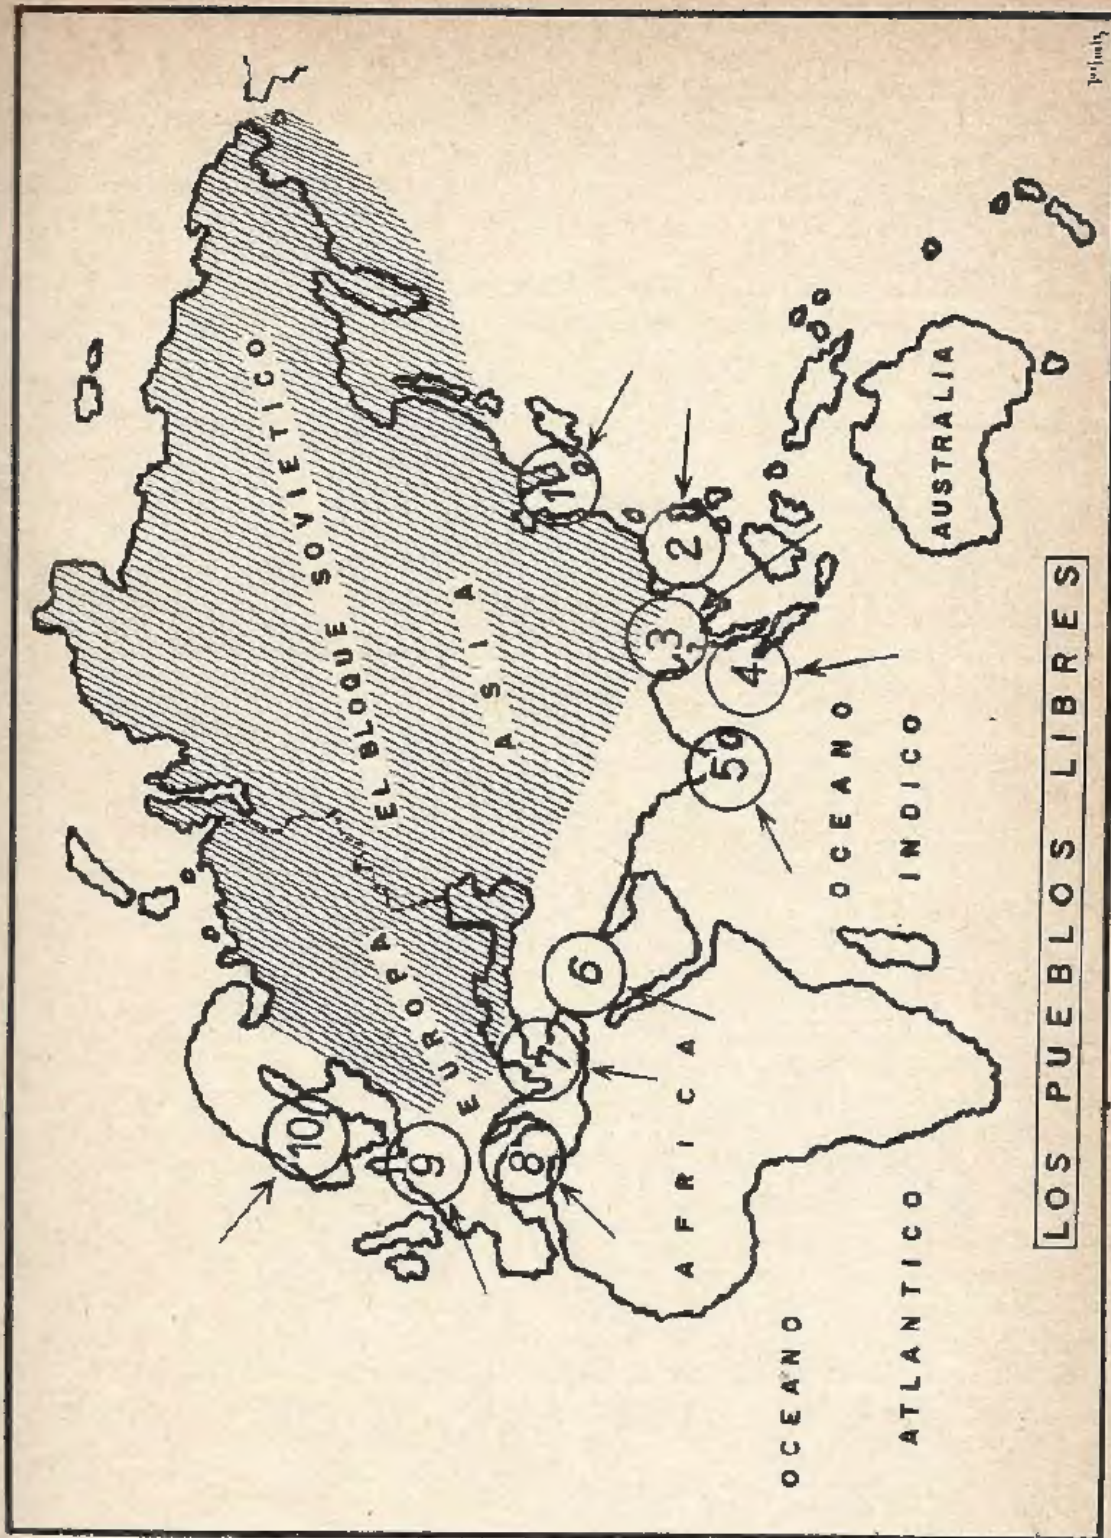 EL BLOQUE SOVIETICO
ASIA
EUROPA
10
9
8
7
6
5
4
3
2
1
AFRICA
AUSTRALIA
OCEANO
INDICO
OCEANO
ATLANTICO
LOS PUEBLOS LIBRES